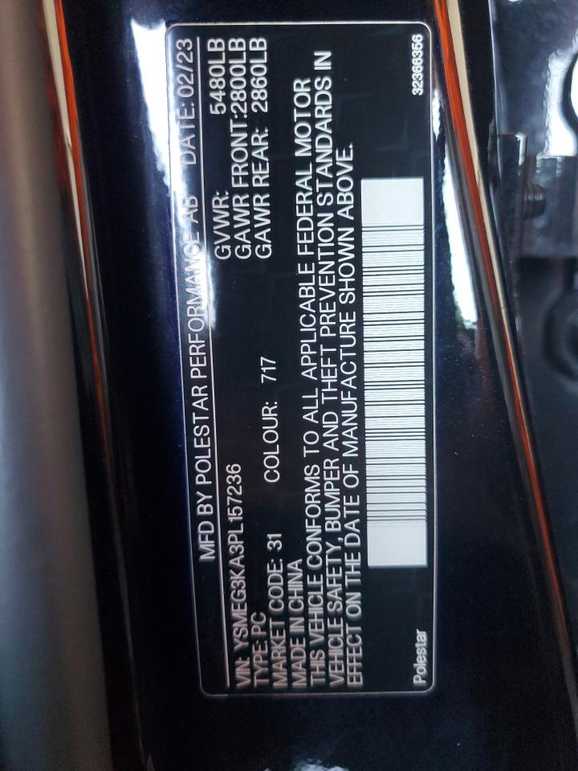 MFD BY POLESTAR PERFORMANCE AB DATE: 02/23
VIN: YSMEG3KA3PL157236 GVWR: 5480LB
TYPE: PC GAWR FRONT:2800LB
MARKET CODE: 31 COLOUR: 717 GAWR REAR: 2860LB
MADE IN CHINA
THIS VEHICLE CONFORMS TO ALL APPLICABLE FEDERAL MOTOR
VEHICLE SAFETY, BUMPER AND THEFT PREVENTION STANDARDS IN
EFFECT ON THE DATE OF MANUFACTURE SHOWN ABOVE.
Polestar 32366356